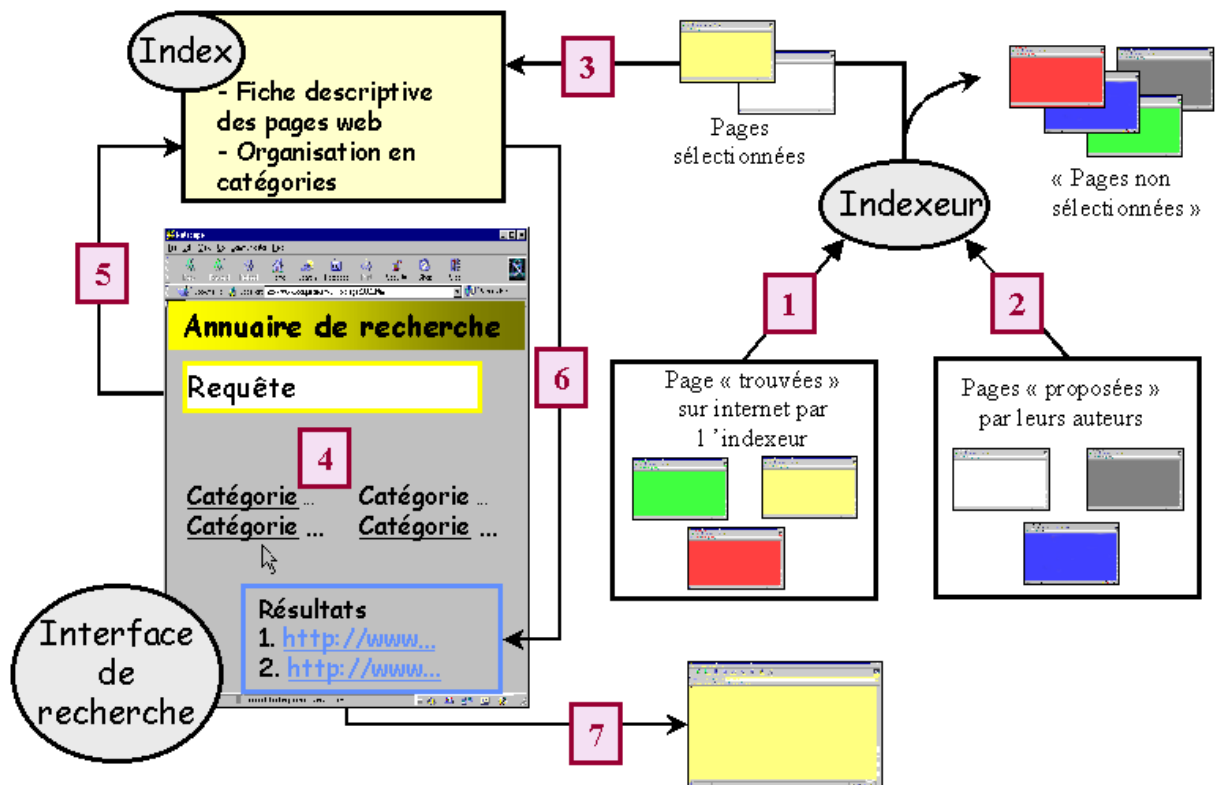 Index
- Fiche descriptive
des pages web
- Organisation en
catégories
3
Pages
sélectionnées
« Pages non
sélectionnées »
Indexeur
1
2
Page « trouvées »
sur internet par
l ’indexeur
Pages « proposées »
par leurs auteurs
5
Annuaire de recherche
Requête
6
4
Catégorie ...
Catégorie ...
Catégorie ...
Catégorie ...
Résultats
1. http://www...
2. http://www...
Interface
de
recherche
7